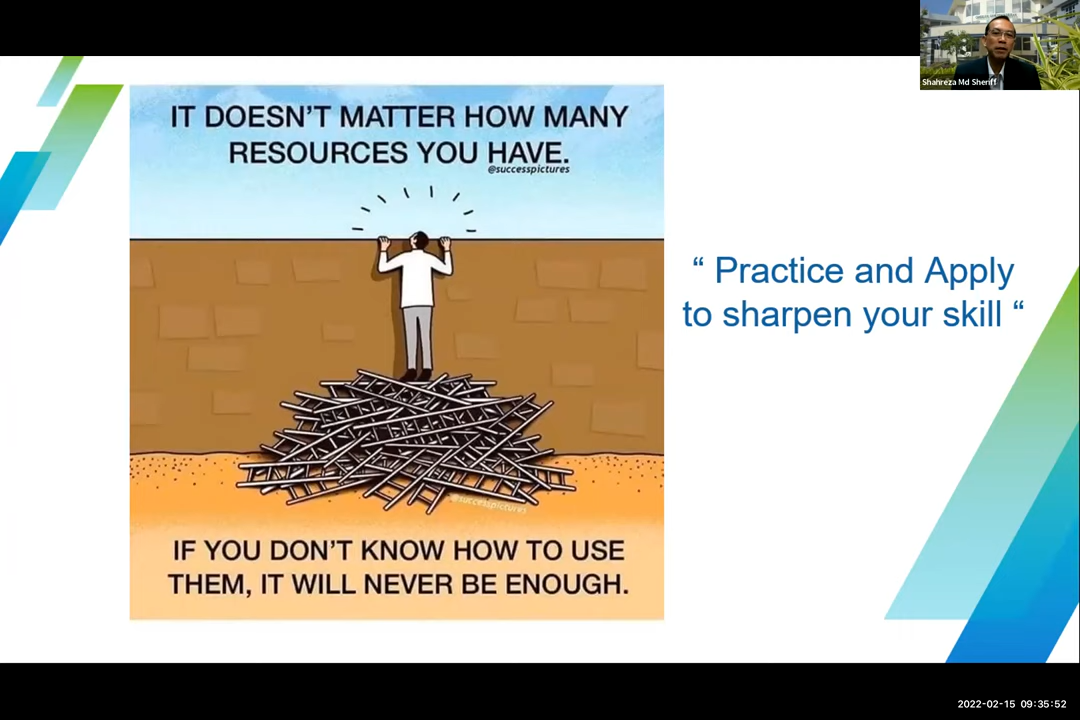 Shahreza Md Sheriff
IT DOESN'T MATTER HOW MANY
RESOURCES YOU HAVE.
@successpictures
“ Practice and Apply
to sharpen your skill “
@successpictures
IF YOU DON'T KNOW HOW TO USE
THEM, IT WILL NEVER BE ENOUGH.
2022-02-15 09:35:52